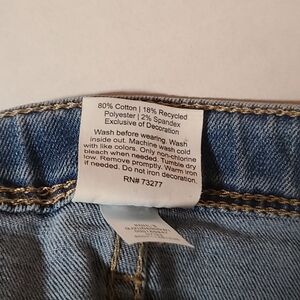 80% Cotton | 18% Recycled
Polyester | 2% Spandex
Exclusive of Decoration
Wash before wearing. Wash
inside out. Machine wash cold
with like colors. Only non-chlorine
bleach when needed. Tumble dry
low. Remove promptly. Warm iron
if needed. Do not iron decoration.
RN# 73277